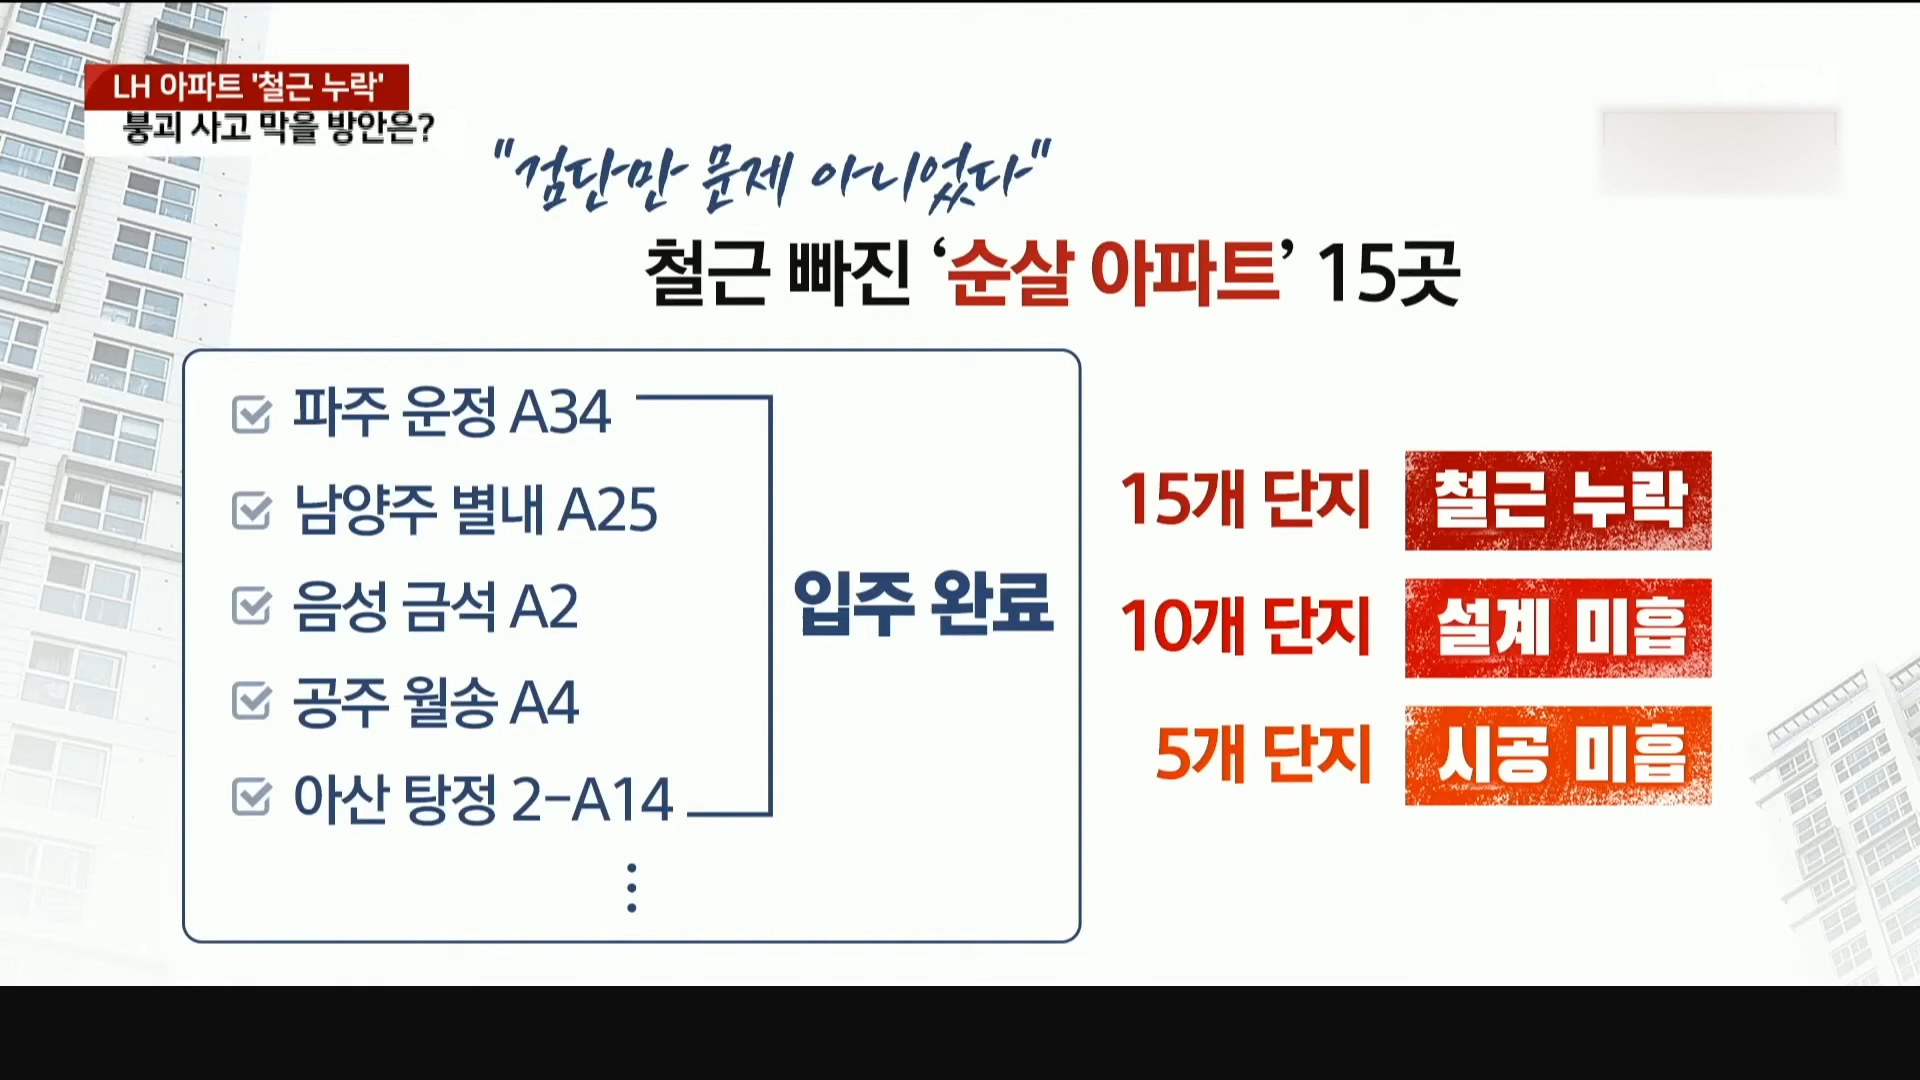 LH 아파트 '철근 누락'
붕괴 사고 막을 방안은?
"검단만 문제 아니었다"
철근 빠진 ‘순살 아파트’ 15곳
파주 운정 A34
남양주 별내 A25
음성 금석 A2
공주 월송 A4
아산 탕정 2-A14
입주 완료
15개 단지 철근 누락
10개 단지 설계 미흡
5개 단지 시공 미흡